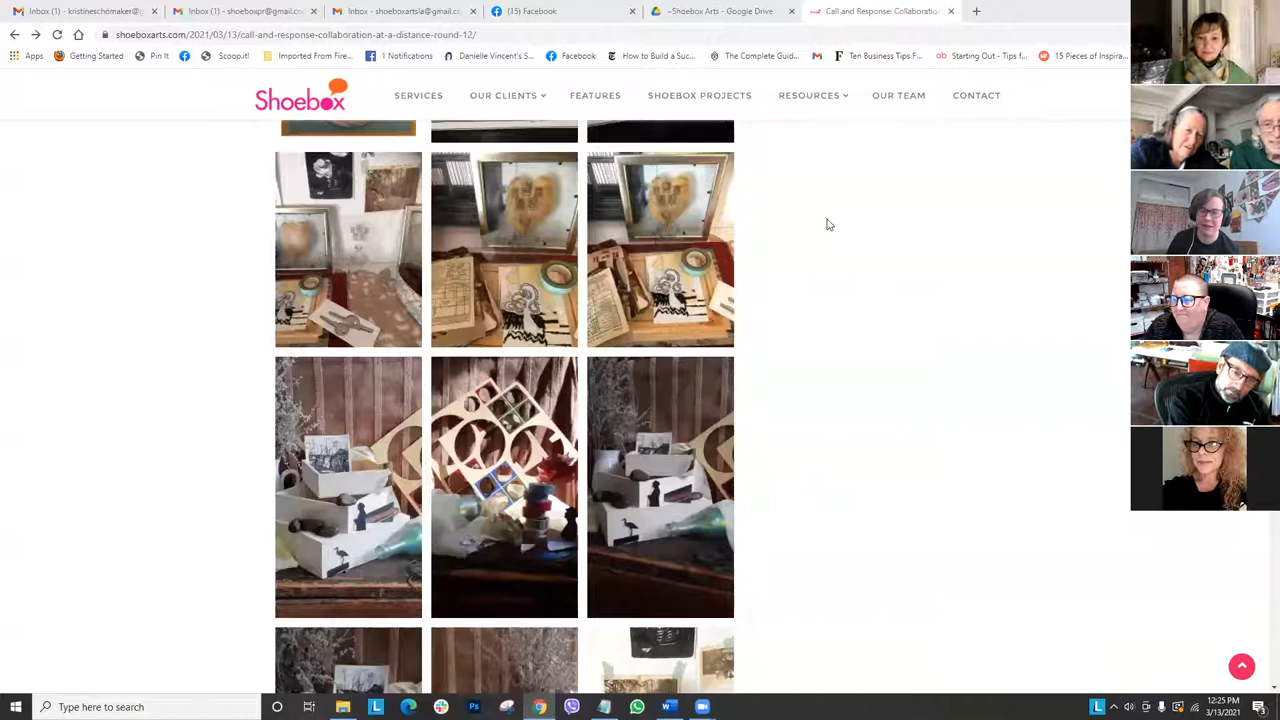 Inbox (1) - kristineschomaker@g
Inbox (1) - shoeboxpr@gmail.com
Inbox - shoeboxartsla@gmail.co
(15) Facebook
~Shoebox Arts - Google Drive
Call and Response: Collaboratio
shoeboxarts.com/2021/03/13/call-and-response-collaboration-at-a-distance-round-12/
Apps
Getting Started
Pin It
Scoop.it!
Imported From Fire...
1 Notifications
Danielle Vincent's S...
Facebook
How to Build a Suc...
The Complete Guid...
Ten Business Tips F...
Starting Out - Tips f...
15 Pieces of Inspira...
Shoebox
SERVICES
OUR CLIENTS
FEATURES
SHOEBOX PROJECTS
RESOURCES
OUR TEAM
CONTACT
Type here to search
12:25 PM
3/13/2021